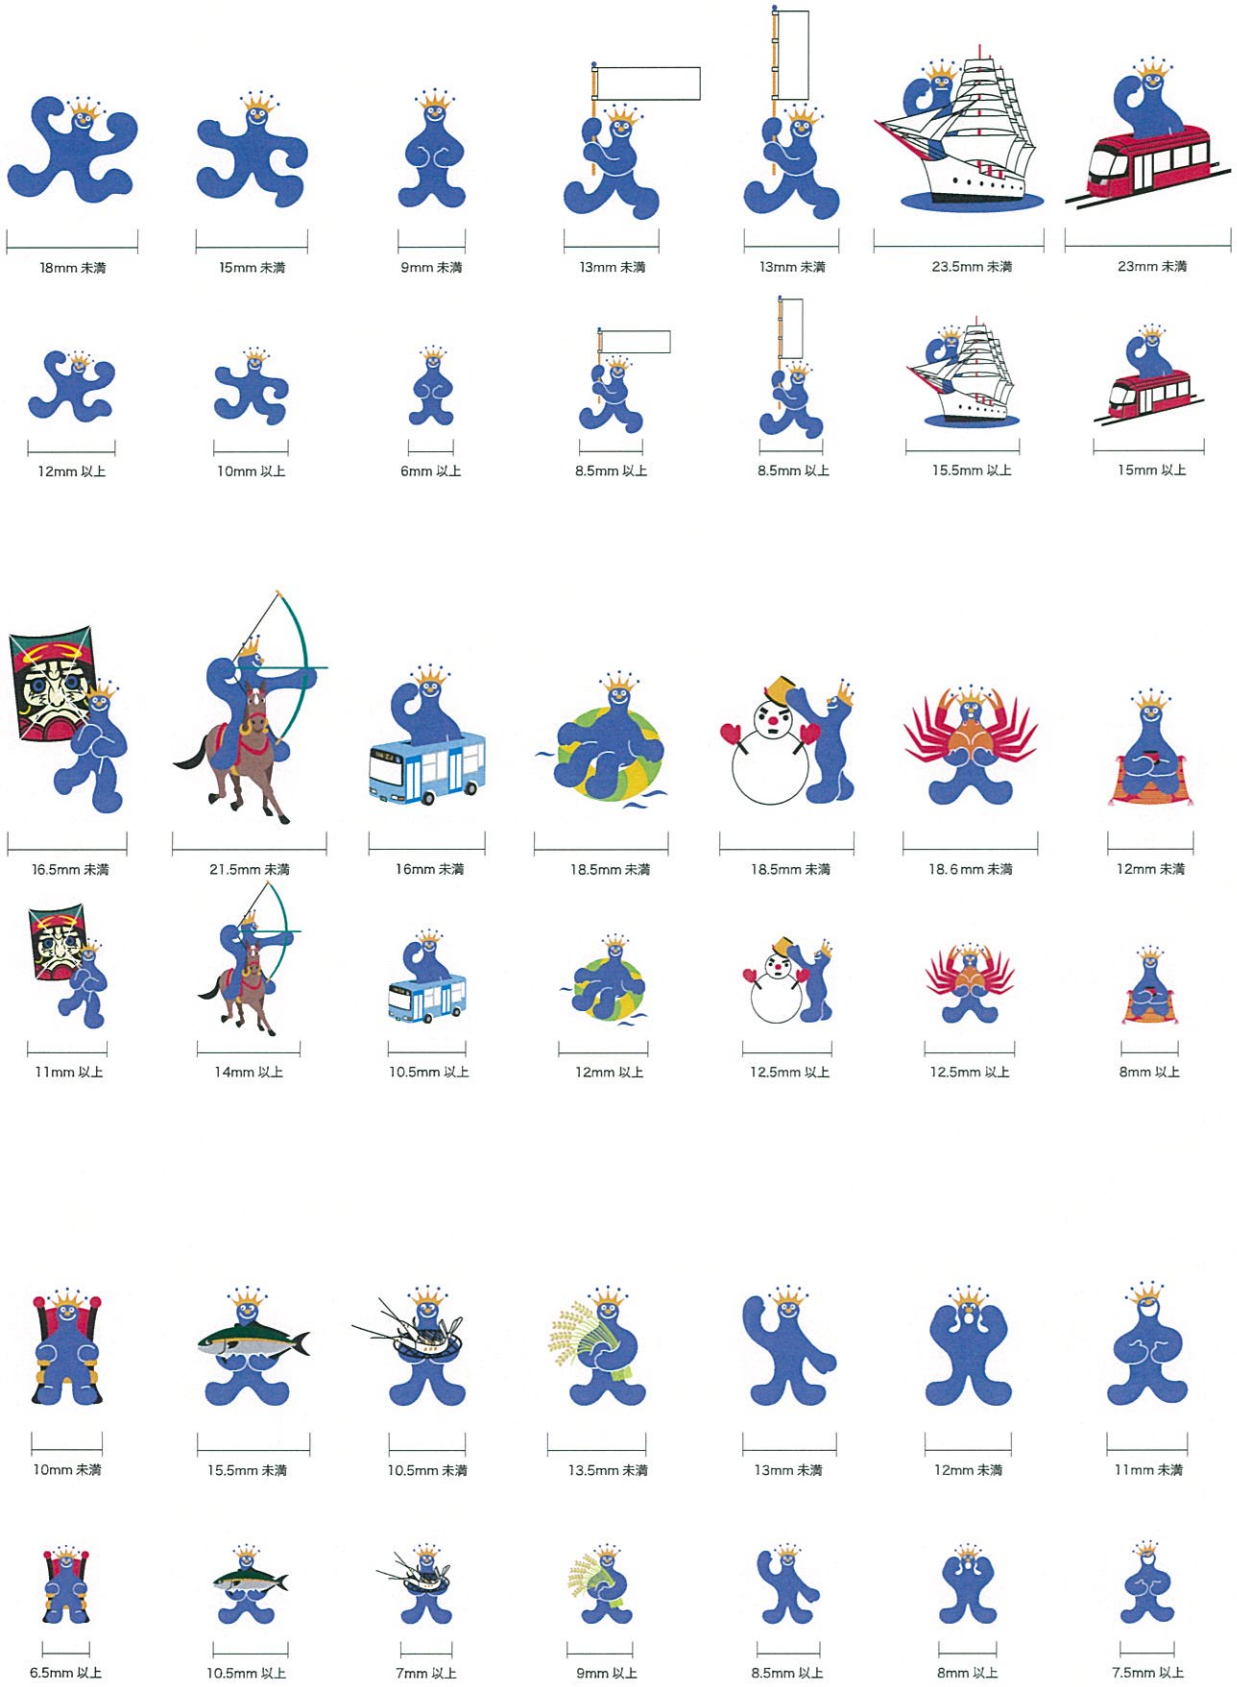 18mm 未満
15mm 未満
9mm 未満
13mm 未満
13mm 未満
23.5mm 未満
23mm 未満
12mm 以上
10mm 以上
6mm 以上
8.5mm 以上
8.5mm 以上
15.5mm 以上
15mm 以上
16.5mm 未満
21.5mm 未満
16mm 未満
18.5mm 未満
18.5mm 未満
18.6mm 未満
12mm 未満
11mm 以上
14mm 以上
10.5mm 以上
12mm 以上
12.5mm 以上
12.5mm 以上
8mm 以上
10mm 未満
15.5mm 未満
10.5mm 未満
13.5mm 未満
13mm 未満
12mm 未満
11mm 未満
6.5mm 以上
10.5mm 以上
7mm 以上
9mm 以上
8.5mm 以上
8mm 以上
7.5mm 以上